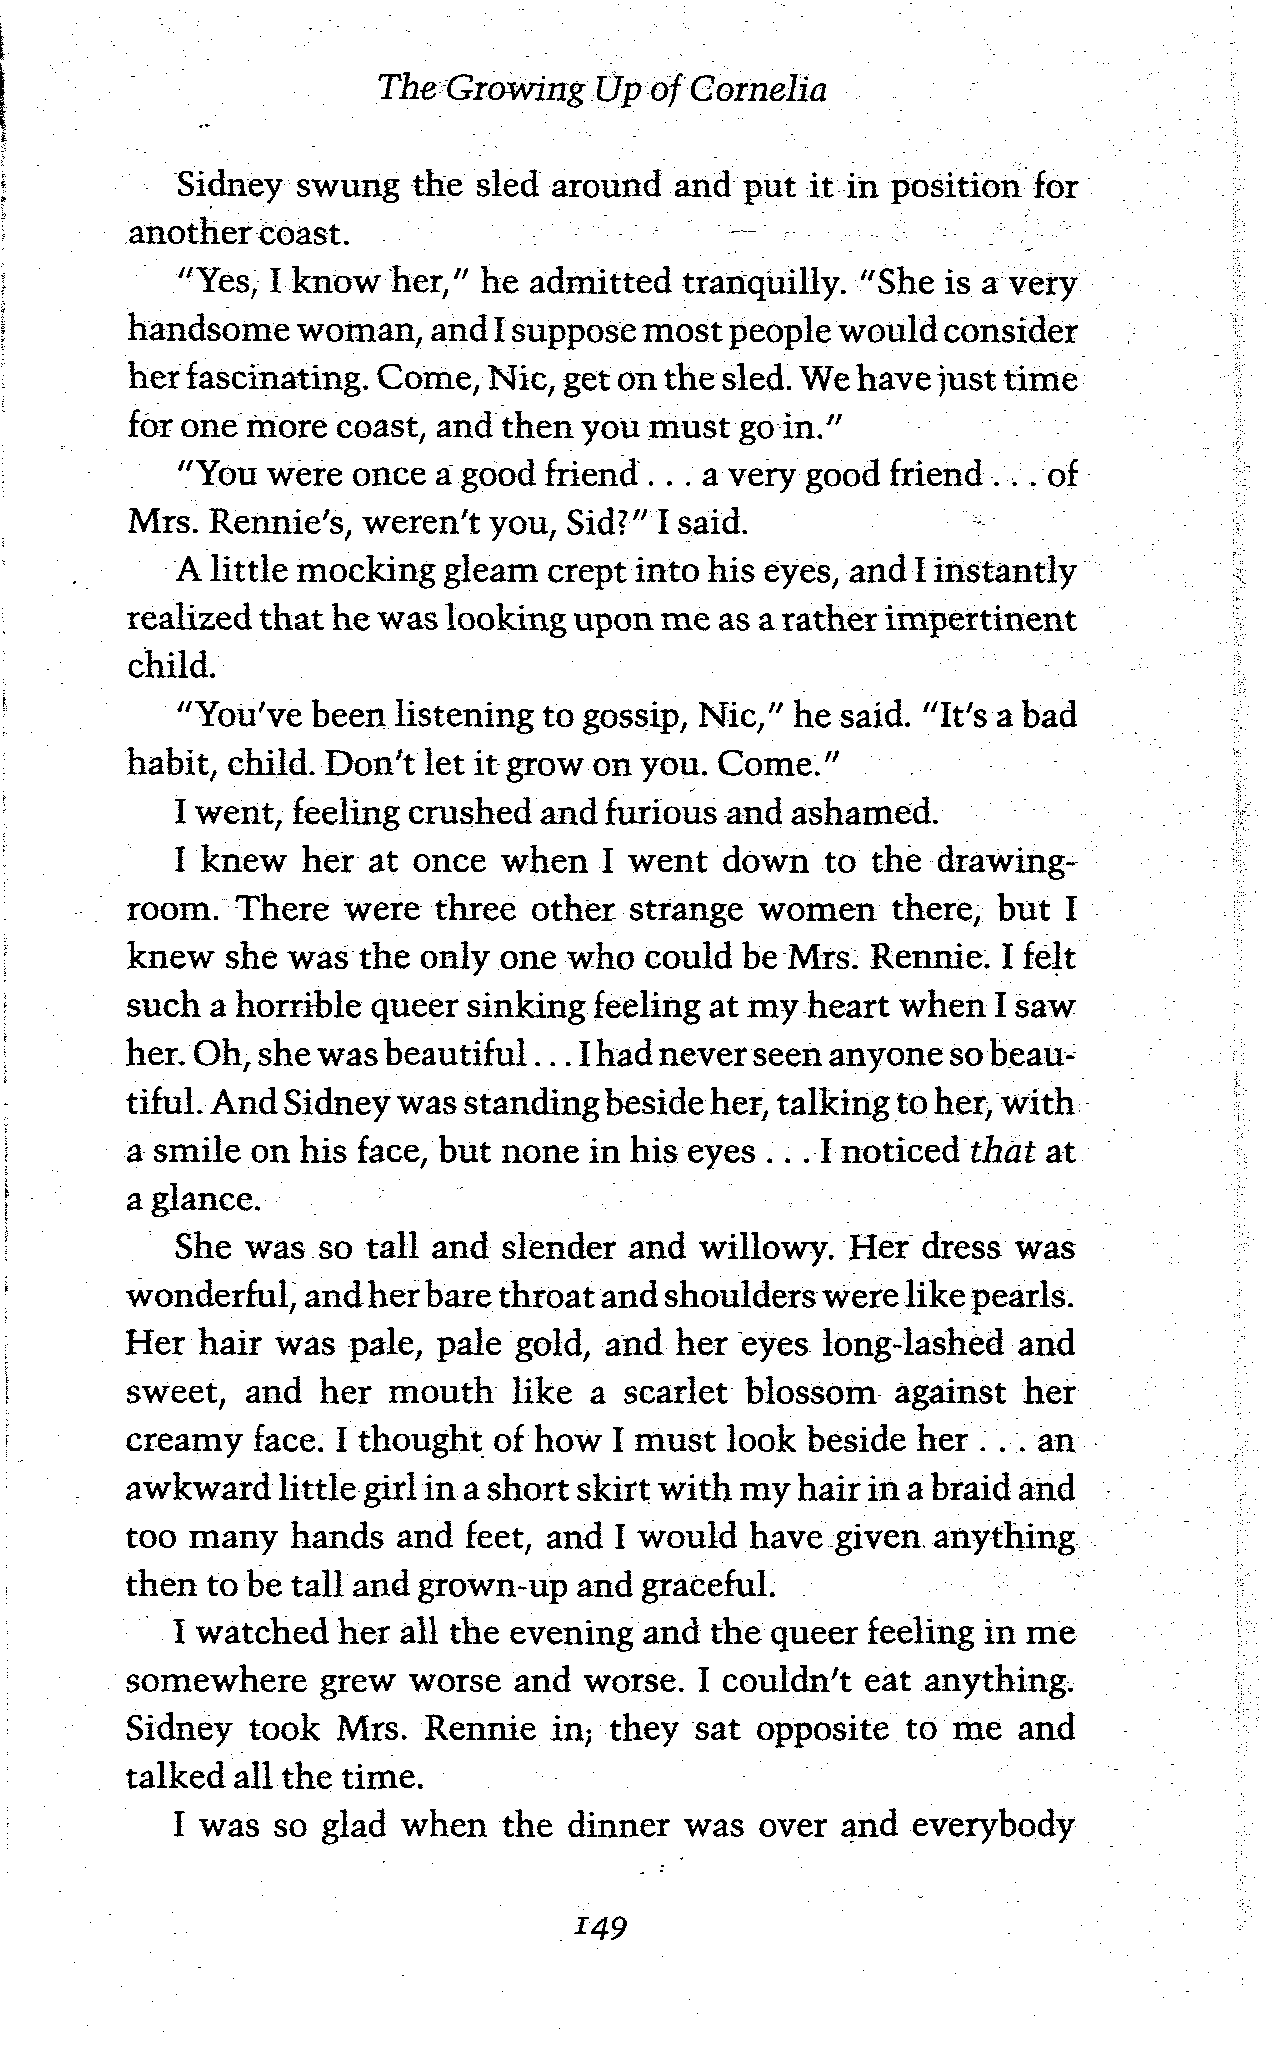 The Growing Up of Cornelia
Sidney swung the sled around and put it in position for
another coast.
"Yes, I know her," he admitted tranquilly. "She is a very
handsome woman, and I suppose most people would consider
her fascinating. Come, Nic, get on the sled. We have just time
for one more coast, and then you must go in."
"You were once a good friend . . . a very good friend . . . of
Mrs. Rennie's, weren't you, Sid?" I said.
A little mocking gleam crept into his eyes, and I instantly
realized that he was looking upon me as a rather impertinent
child.
"You've been listening to gossip, Nic," he said. "It's a bad
habit, child. Don't let it grow on you. Come."
I went, feeling crushed and furious and ashamed.
I knew her at once when I went down to the drawing-
room. There were three other strange women there, but I
knew she was the only one who could be Mrs. Rennie. I felt
such a horrible queer sinking feeling at my heart when I saw
her. Oh, she was beautiful . . . I had never seen anyone so beau-
tiful. And Sidney was standing beside her, talking to her, with
a smile on his face, but none in his eyes . . . I noticed that at
a glance.
She was so tall and slender and willowy. Her dress was
wonderful, and her bare throat and shoulders were like pearls.
Her hair was pale, pale gold, and her eyes long-lashed and
sweet, and her mouth like a scarlet blossom against her
creamy face. I thought of how I must look beside her . . . an
awkward little girl in a short skirt with my hair in a braid and
too many hands and feet, and I would have given anything
then to be tall and grown-up and graceful.
I watched her all the evening and the queer feeling in me
somewhere grew worse and worse. I couldn't eat anything.
Sidney took Mrs. Rennie in; they sat opposite to me and
talked all the time.
I was so glad when the dinner was over and everybody
149